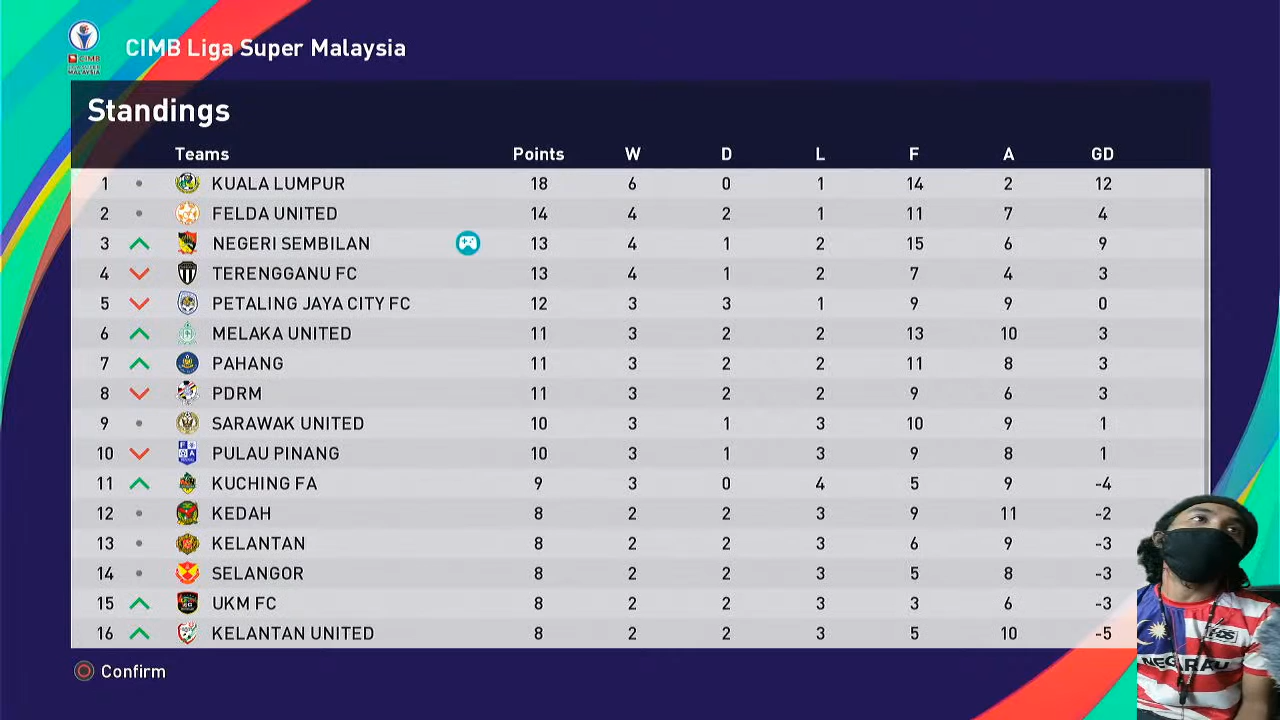 CIMB Liga Super Malaysia
CIMB
Standings
Teams Points W D L F A GD
1 KUALA LUMPUR 18 6 0 1 14 2 12
2 FELDA UNITED 14 4 2 1 11 7 4
3 NEGERI SEMBILAN 13 4 1 2 15 6 9
4 TERENGGANU FC 13 4 1 2 7 4 3
5 PETALING JAYA CITY FC 12 3 3 1 9 9 0
6 MELAKA UNITED 11 3 2 2 13 10 3
7 PAHANG 11 3 2 2 11 8 3
8 PDRM 11 3 2 2 9 6 3
9 SARAWAK UNITED 10 3 1 3 10 9 1
10 PULAU PINANG 10 3 1 3 9 8 1
11 KUCHING FA 9 3 0 4 5 9 -4
12 KEDAH 8 2 2 3 9 11 -2
13 KELANTAN 8 2 2 3 6 9 -3
14 SELANGOR 8 2 2 3 5 8 -3
15 UKM FC 8 2 2 3 3 6 -3
16 KELANTAN UNITED 8 2 2 3 5 10 -5
NEGARAU
Confirm